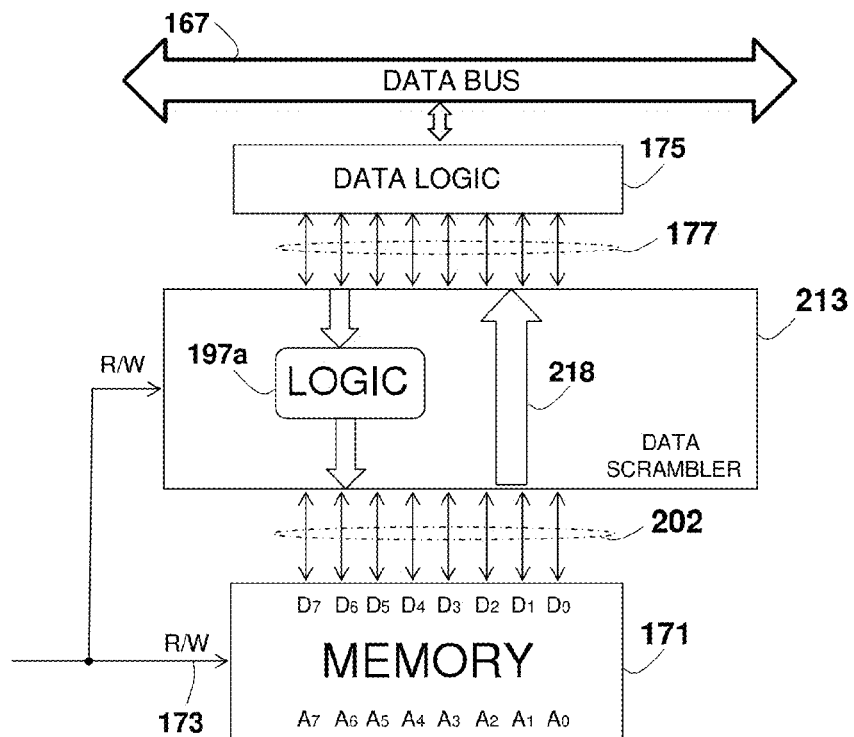 167
DATA BUS
DATA LOGIC
175
177
213
R/W
197a
LOGIC
218
DATA
SCRAMBLER
202
D7 D6 D5 D4 D3 D2 D1 D0
R/W
MEMORY
171
173
A7 A6 A5 A4 A3 A2 A1 A0